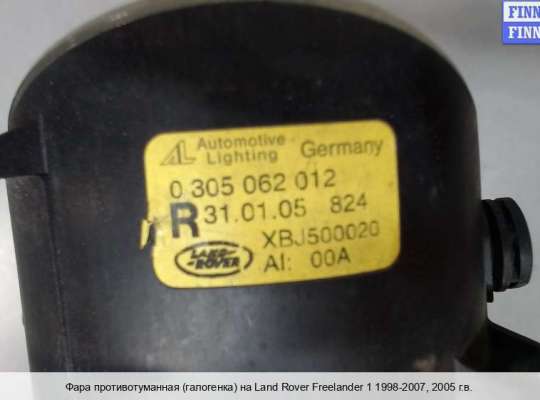 FINN
FINN
AL Automotive Lighting Germany
0 305 062 012
R 31.01.05 824
XBJ500020
LAND ROVER AI: 00A
Фара противотуманная (галогенка) на Land Rover Freelander 1 1998-2007, 2005 г.в.